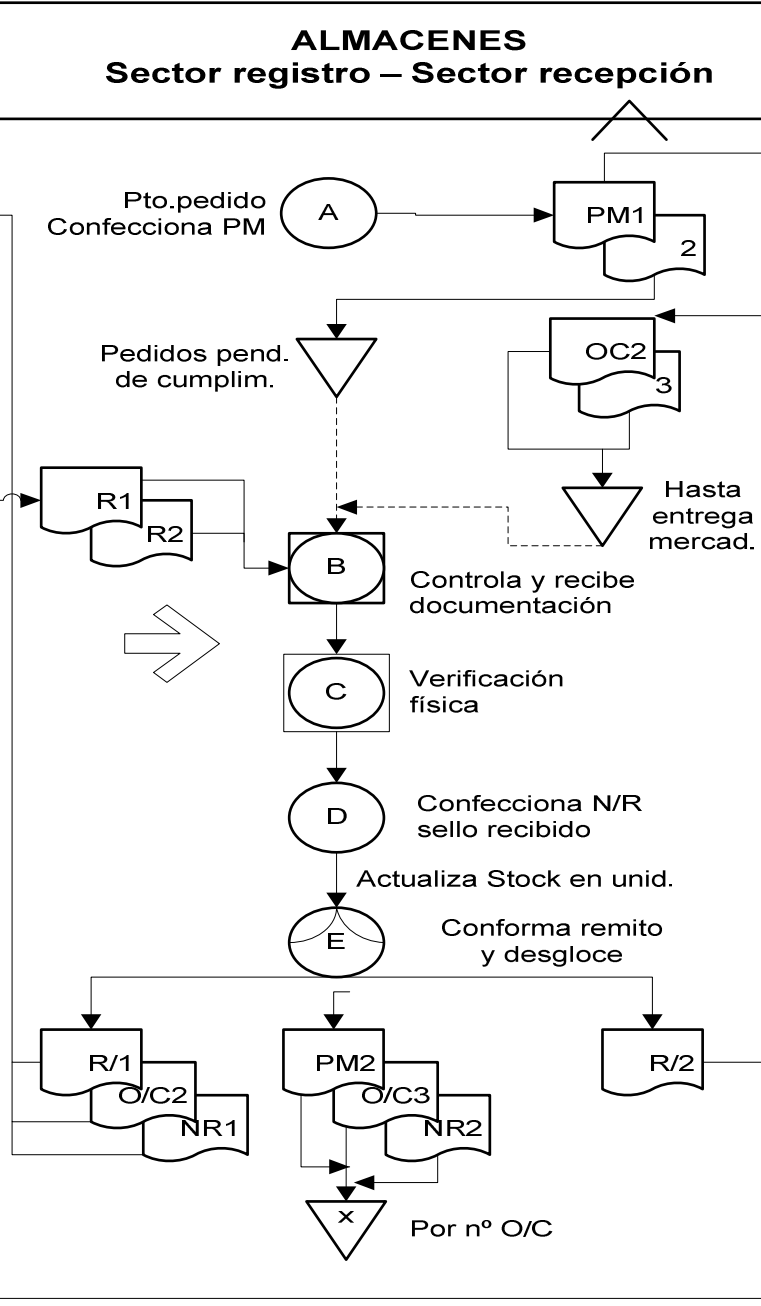 ALMACENES
Sector registro – Sector recepción
Pto.pedido
Confecciona PM
A
PM1
2
Pedidos pend.
de cumplim.
OC2
3
R1
R2
Hasta
entrega
mercad.
B
Controla y recibe
documentación
C
Verificación
física
D
Confecciona N/R
sello recibido
Actualiza Stock en unid.
E
Conforma remito
y desgloce
R/1
O/C2
NR1
PM2
O/C3
NR2
R/2
x
Por nº O/C